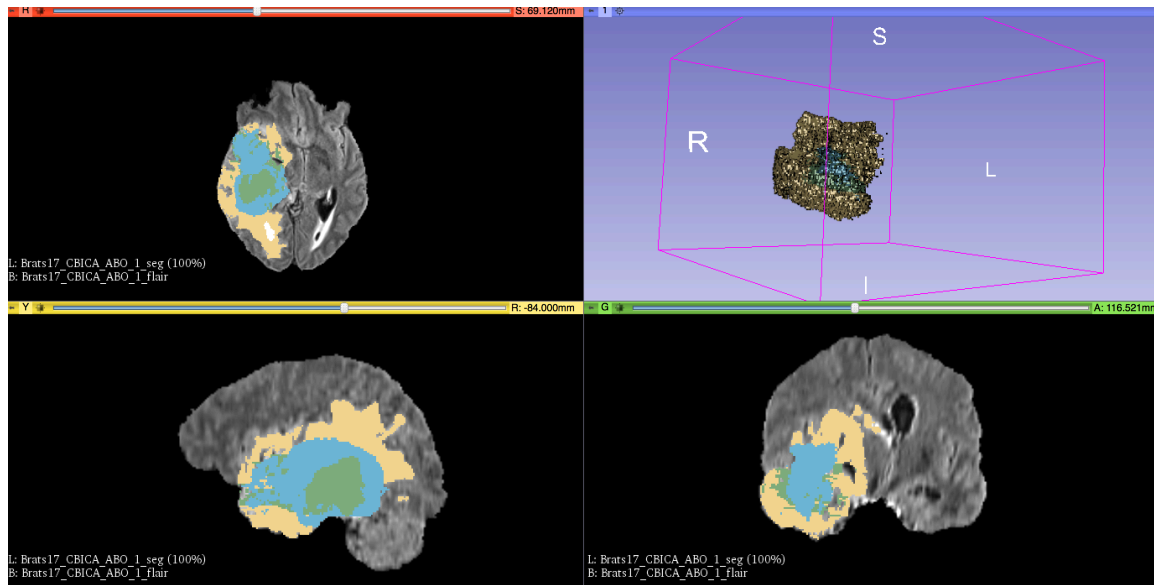 R
S: 69.120mm
L: Brats17_CBICA_ABO_1_seg (100%)
B: Brats17_CBICA_ABO_1_flair
1
S
R
L
I
Y
R: -84.000mm
L: Brats17_CBICA_ABO_1_seg (100%)
B: Brats17_CBICA_ABO_1_flair
G
A: 116.521mm
L: Brats17_CBICA_ABO_1_seg (100%)
B: Brats17_CBICA_ABO_1_flair